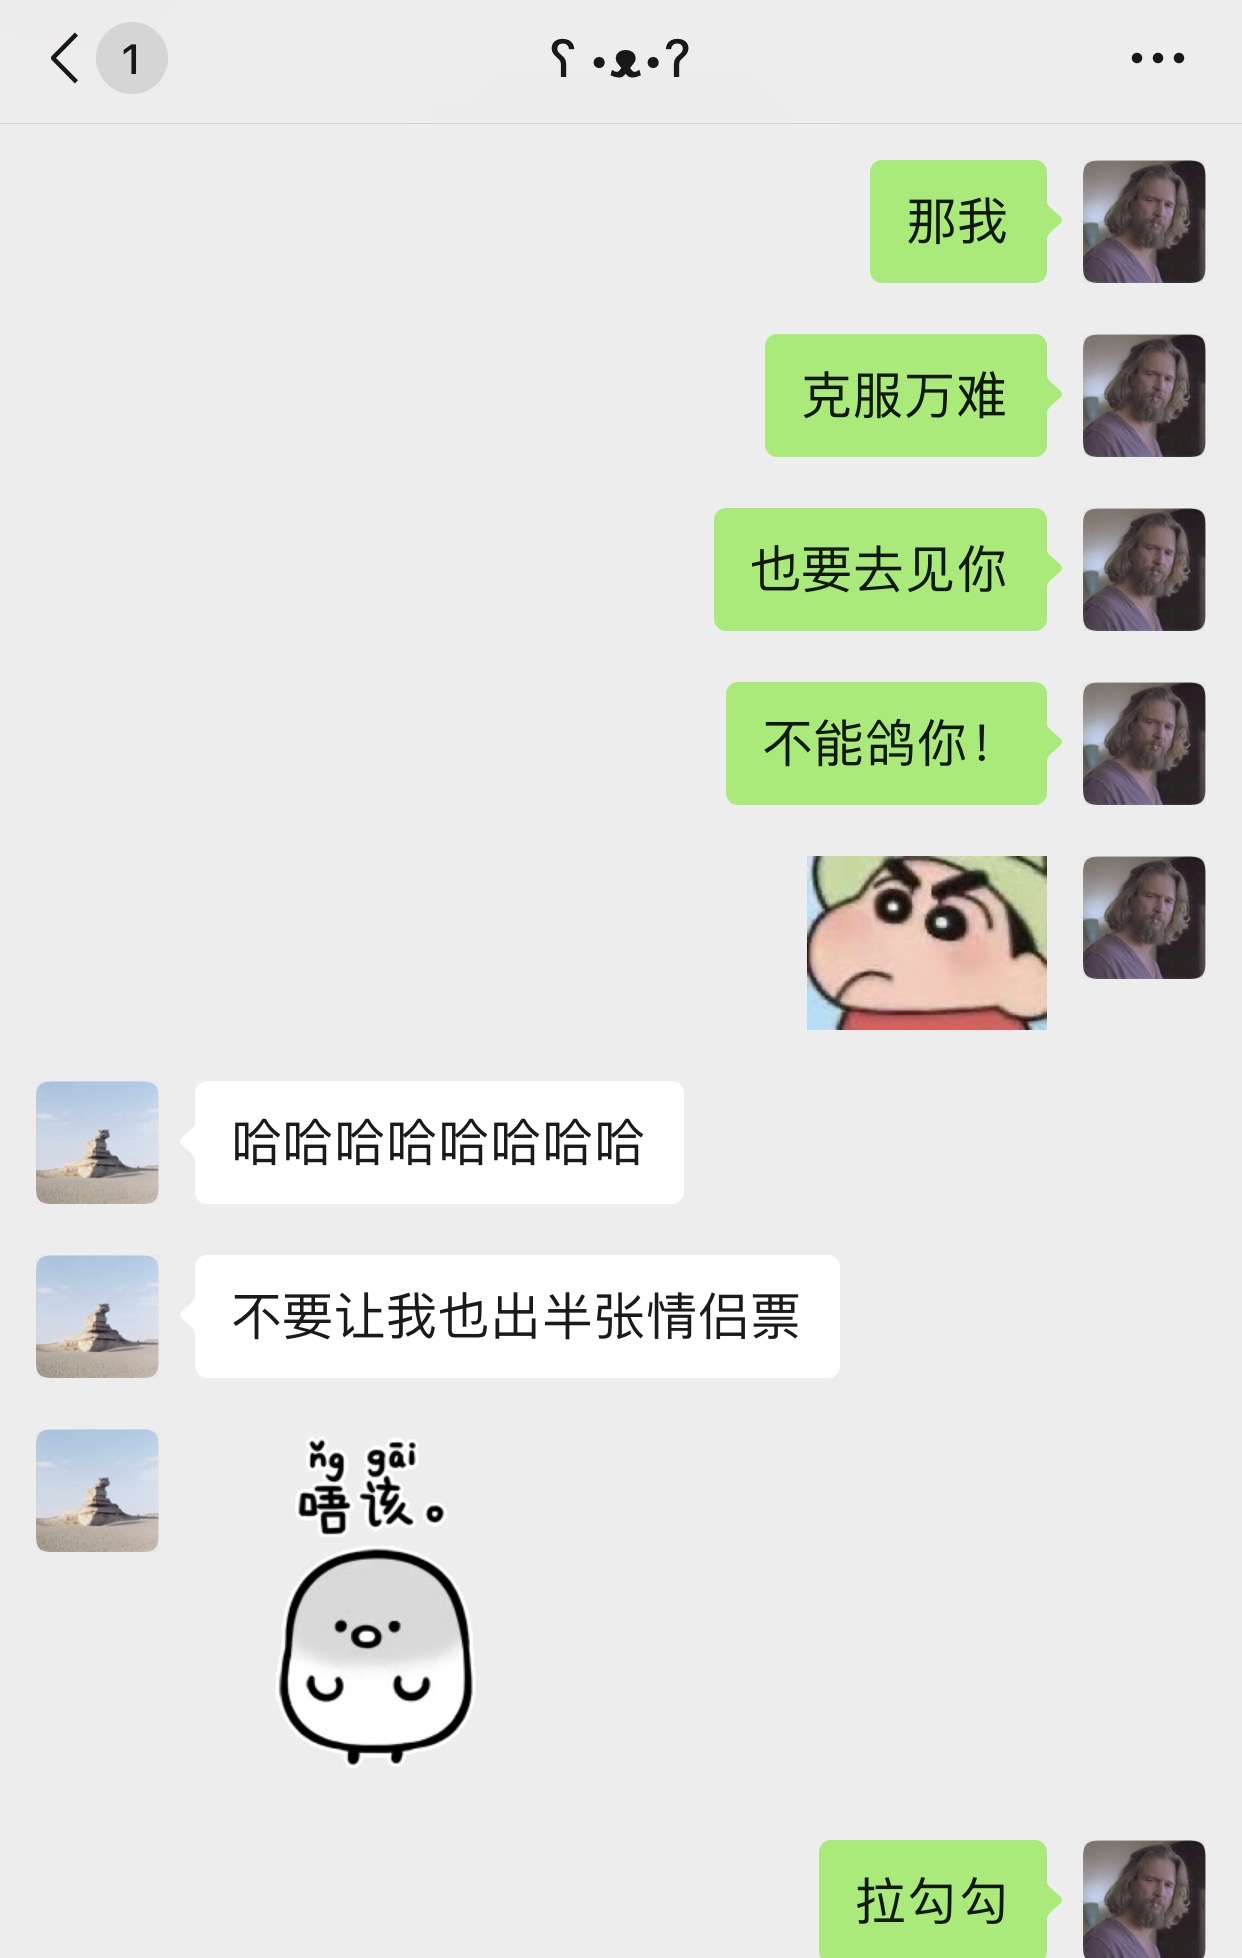 1
ʕ •ᴥ•ʔ
那我
克服万难
也要去见你
不能鸽你！
哈哈哈哈哈哈哈哈
不要让我也出半张情侣票
ňg gāi
唔该。
拉勾勾